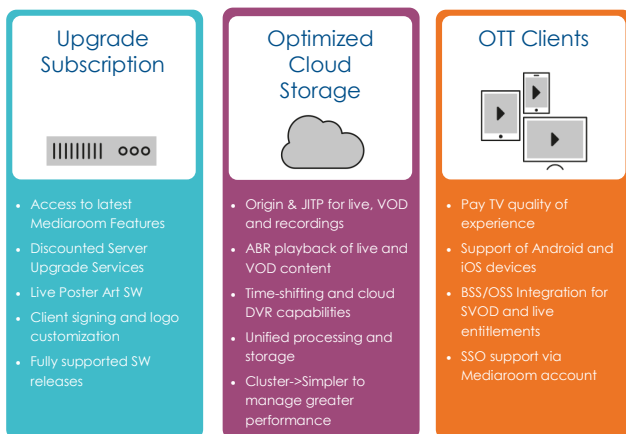 Upgrade
Subscription
• Access to latest
Mediaroom Features
• Discounted Server
Upgrade Services
• Live Poster Art SW
• Client signing and logo
customization
• Fully supported SW
releases
Optimized
Cloud
Storage
• Origin & JITP for live, VOD
and recordings
• ABR playback of live and
VOD content
• Time-shifting and cloud
DVR capabilities
• Unified processing and
storage
• Cluster->Simpler to
manage greater
performance
OTT Clients
• Pay TV quality of
experience
• Support of Android and
iOS devices
• BSS/OSS Integration for
SVOD and live
entitlements
• SSO support via
Mediaroom account